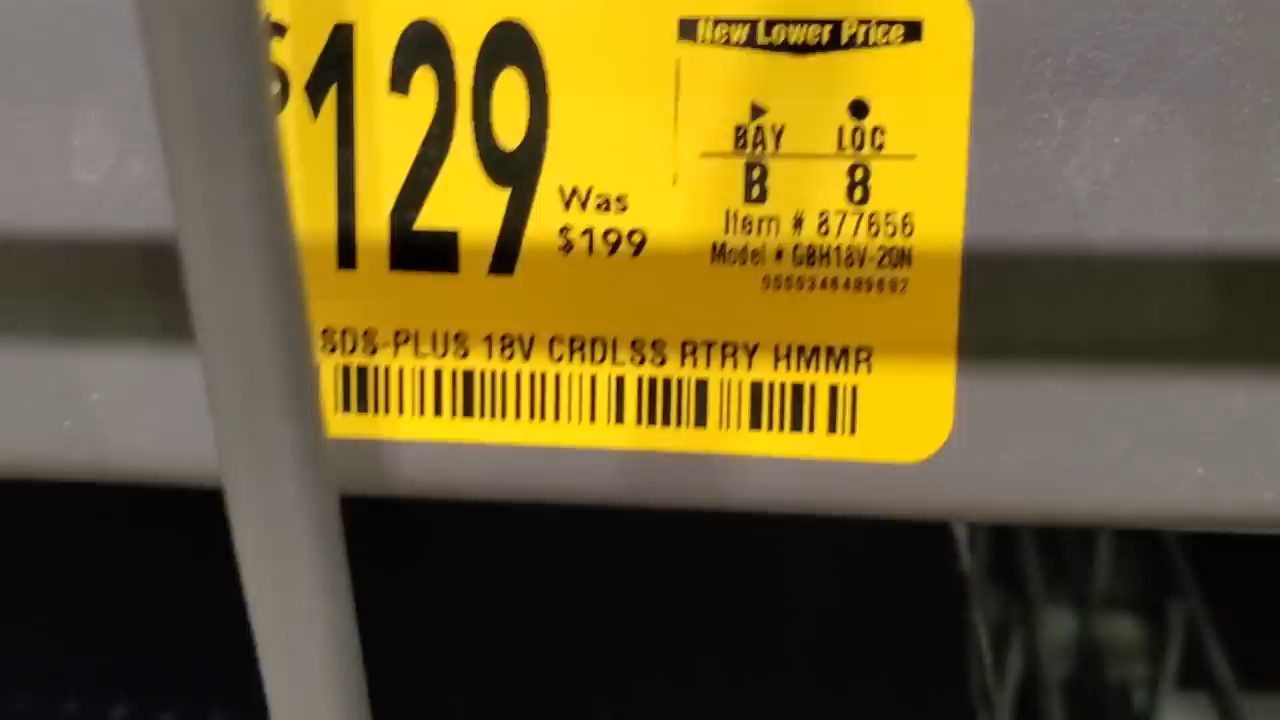 New Lower Price
$129
Was
$199
BAY LOC
B 8
Item # 877656
Model # GBH18V-20N
SDS-PLUS 18V CRDLSS RTRY HMMR